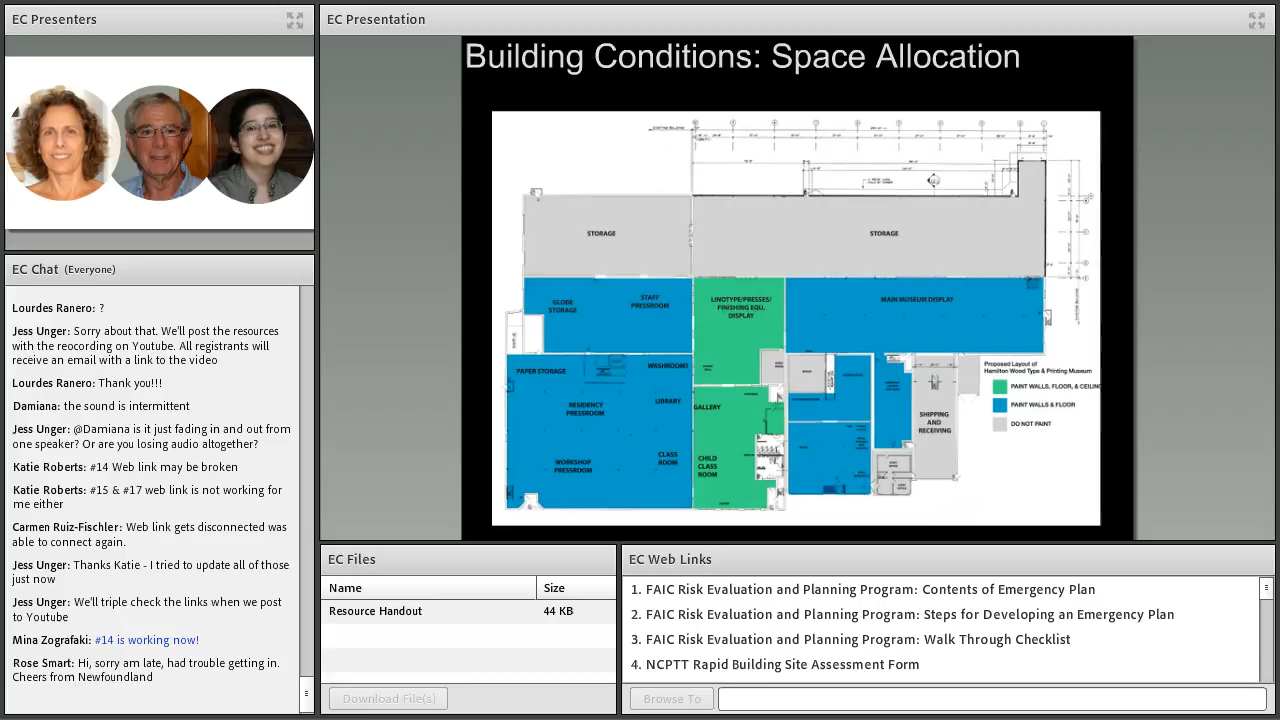 EC Presenters
EC Chat (Everyone)
Lourdes Ranero: ?
Jess Unger: Sorry about that. We'll post the resources
with the reocording on Youtube. All registrants will
receive an email with a link to the video
Lourdes Ranero: Thank you!!!
Damiana: the sound is intermittent
Jess Unger: @Damiana is it just fading in and out from
one speaker? Or are you losing audio altogether?
Katie Roberts: #14 Web link may be broken
Katie Roberts: #15 & #17 web link is not working for
me either
Carmen Ruiz-Fischler: Web link gets disconnected was
able to connect again.
Jess Unger: Thanks Katie - I tried to update all of those
just now
Jess Unger: We'll triple check the links when we post
to Youtube
Mina Zografaki: #14 is working now!
Rose Smart: Hi, sorry am late, had trouble getting in.
Cheers from Newfoundland
EC Presentation
Building Conditions: Space Allocation
STORAGE
STORAGE
GLOBE
STORAGE
STAFF
PRESSROOM
LINOTYPE/PRESSES/
FINISHING EQU.
DISPLAY
MAIN MUSEUM DISPLAY
PAPER STORAGE
WASHROOM?
RESIDENCY
PRESSROOM
LIBRARY
GALLERY
WORKSHOP
PRESSROOM
CLASS
ROOM
CHILD
CLASS
ROOM
SHIPPING
AND
RECEIVING
Proposed Layout of
Hamilton Wood Type & Printing Museum
PAINT WALLS, FLOOR, & CEILING
PAINT WALLS & FLOOR
DO NOT PAINT
EC Files
Name Size
Resource Handout 44 KB
Download File(s)
EC Web Links
1. FAIC Risk Evaluation and Planning Program: Contents of Emergency Plan
2. FAIC Risk Evaluation and Planning Program: Steps for Developing an Emergency Plan
3. FAIC Risk Evaluation and Planning Program: Walk Through Checklist
4. NCPTT Rapid Building Site Assessment Form
Browse To